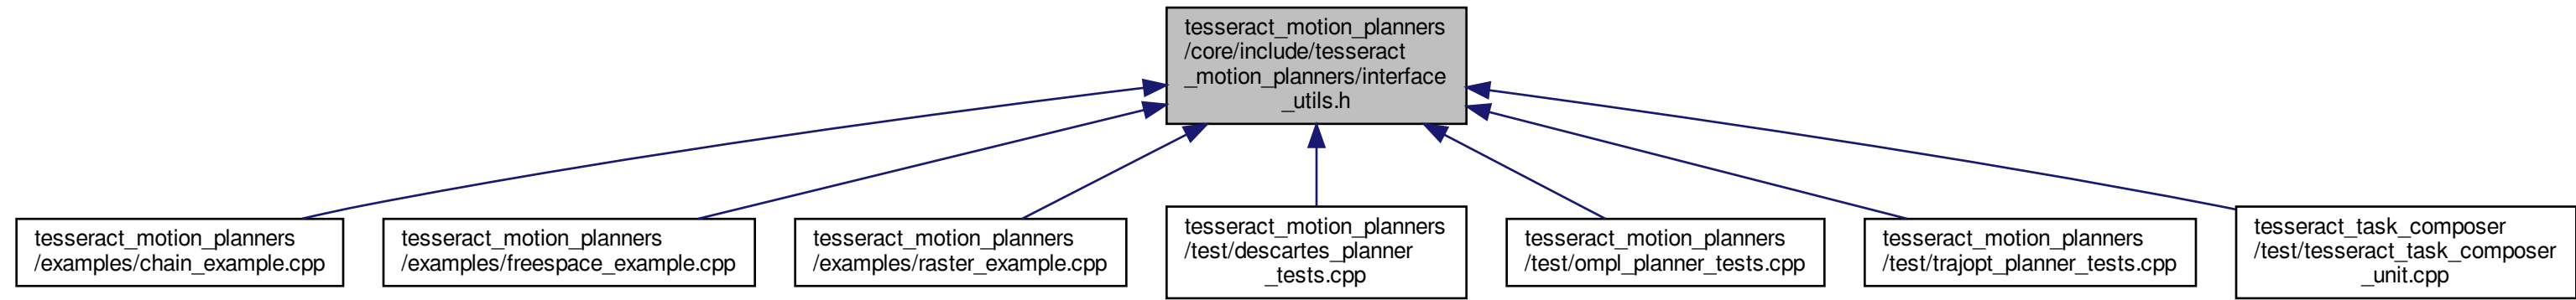 tesseract_motion_planners
/core/include/tesseract
_motion_planners/interface
_utils.h
tesseract_motion_planners
/examples/chain_example.cpp
tesseract_motion_planners
/examples/freespace_example.cpp
tesseract_motion_planners
/examples/raster_example.cpp
tesseract_motion_planners
/test/descartes_planner
_tests.cpp
tesseract_motion_planners
/test/ompl_planner_tests.cpp
tesseract_motion_planners
/test/trajopt_planner_tests.cpp
tesseract_task_composer
/test/tesseract_task_composer
_unit.cpp